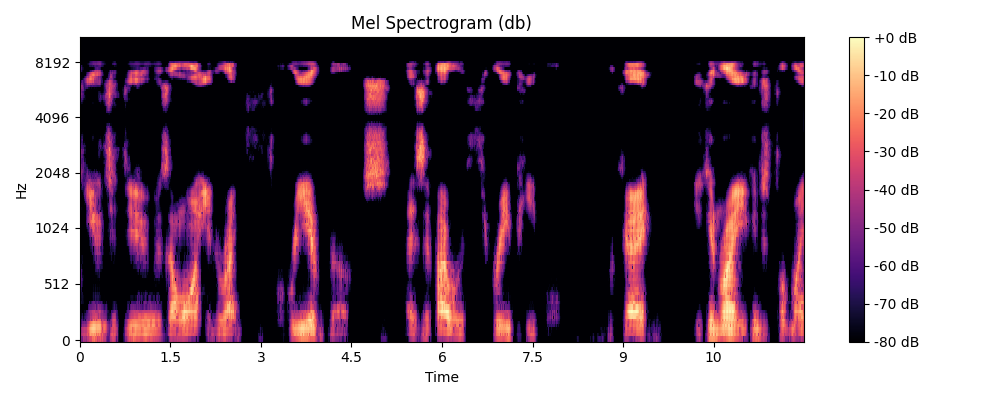 Mel Spectrogram (db)
Hz
8192
4096
2048
1024
512
0
0 1.5 3 4.5 6 7.5 9 10
Time
+0 dB
-10 dB
-20 dB
-30 dB
-40 dB
-50 dB
-60 dB
-70 dB
-80 dB